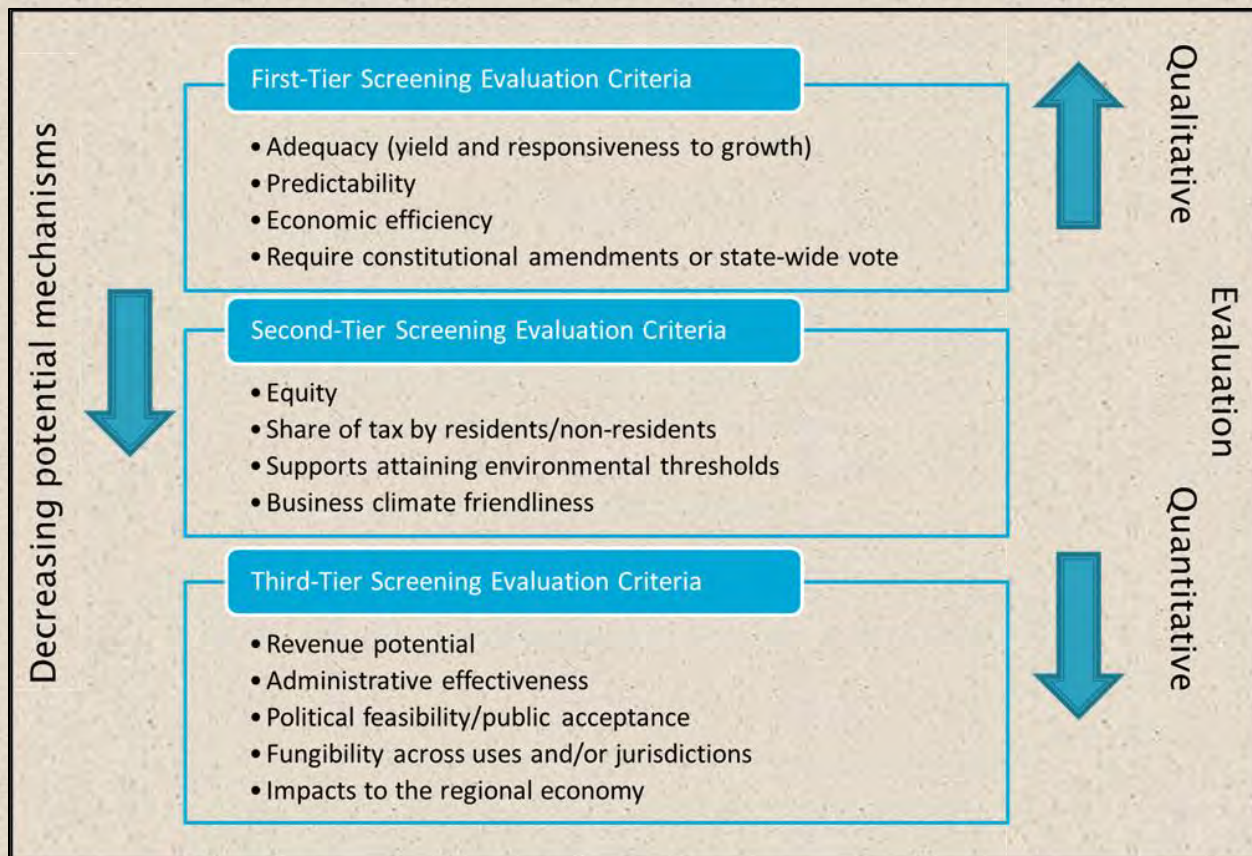 Decreasing potential mechanisms
First-Tier Screening Evaluation Criteria
• Adequacy (yield and responsiveness to growth)
• Predictability
• Economic efficiency
• Require constitutional amendments or state-wide vote
Second-Tier Screening Evaluation Criteria
• Equity
• Share of tax by residents/non-residents
• Supports attaining environmental thresholds
• Business climate friendliness
Third-Tier Screening Evaluation Criteria
• Revenue potential
• Administrative effectiveness
• Political feasibility/public acceptance
• Fungibility across uses and/or jurisdictions
• Impacts to the regional economy
Qualitative
Evaluation
Quantitative